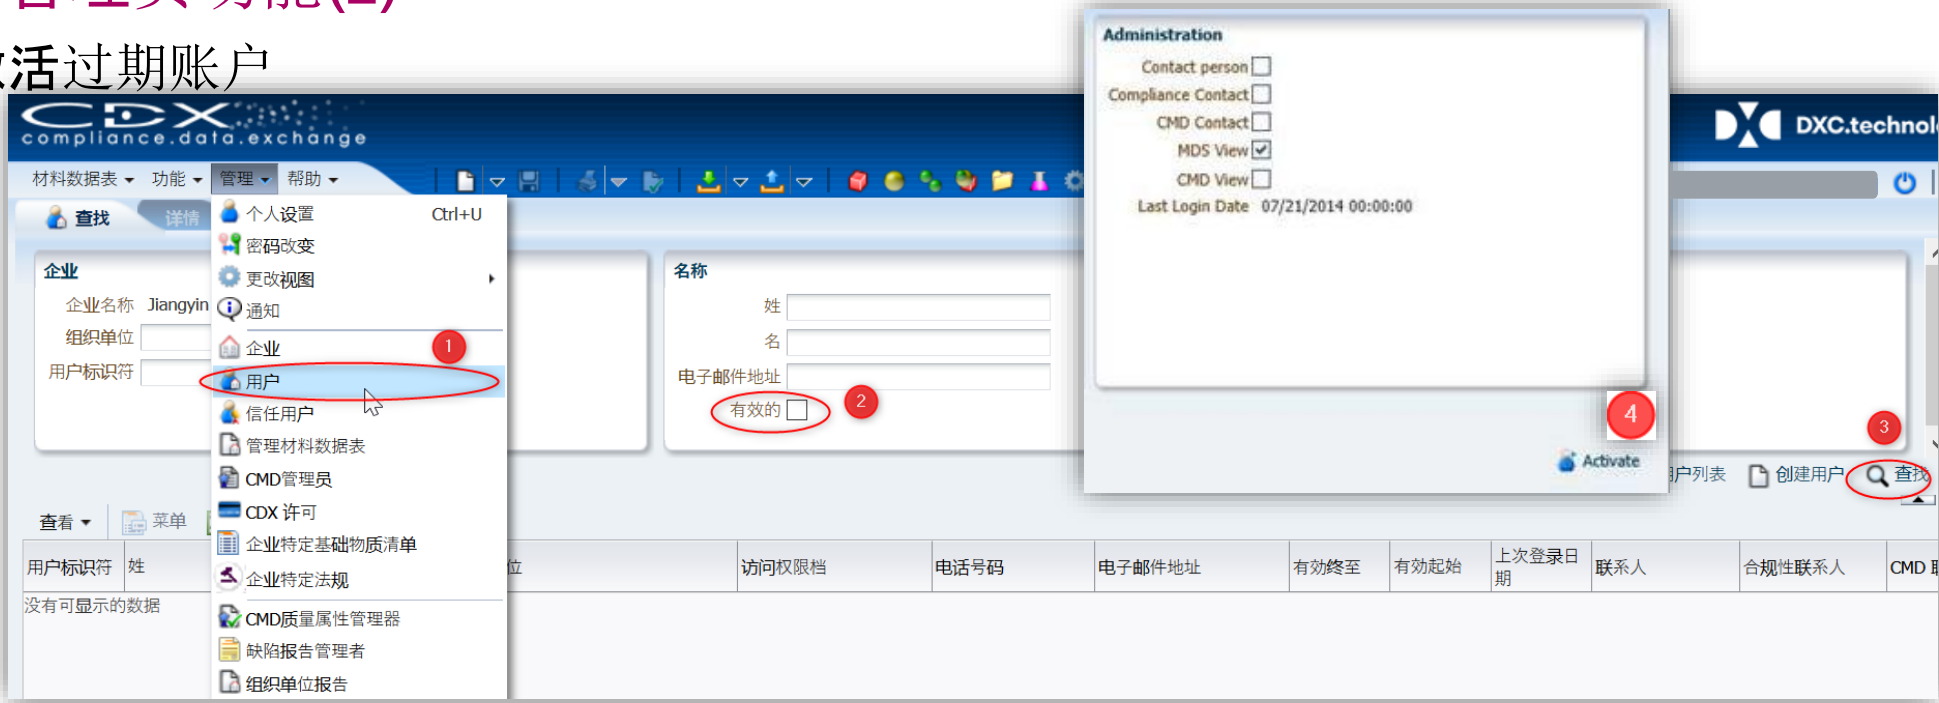 管理员功能(2)
激活过期账户
CDX
compliance.data.exchange
DXC.technol
材料数据表 功能 管理 帮助
查找 详情
个人设置 Ctrl+U
密码改变
更改视图
通知
企业 1
用户
信任用户
管理材料数据表
CMD管理员
CDX 许可
企业特定基础物质清单
企业特定法规
CMD质量属性管理器
缺陷报告管理者
组织单位报告
企业
企业名称 Jiangyin
组织单位
用户标识符
名称
姓
名
电子邮件地址
有效的 2
Administration
Contact person
Compliance Contact
CMD Contact
MDS View
CMD View
Last Login Date 07/21/2014 00:00:00
4
Activate
3
户列表 创建用户 查找
查看 菜单
用户标识符 姓 位 访问权限档 电话号码 电子邮件地址 有效终至 有效起始 上次登录日期 联系人 合规性联系人 CMD 联
没有可显示的数据